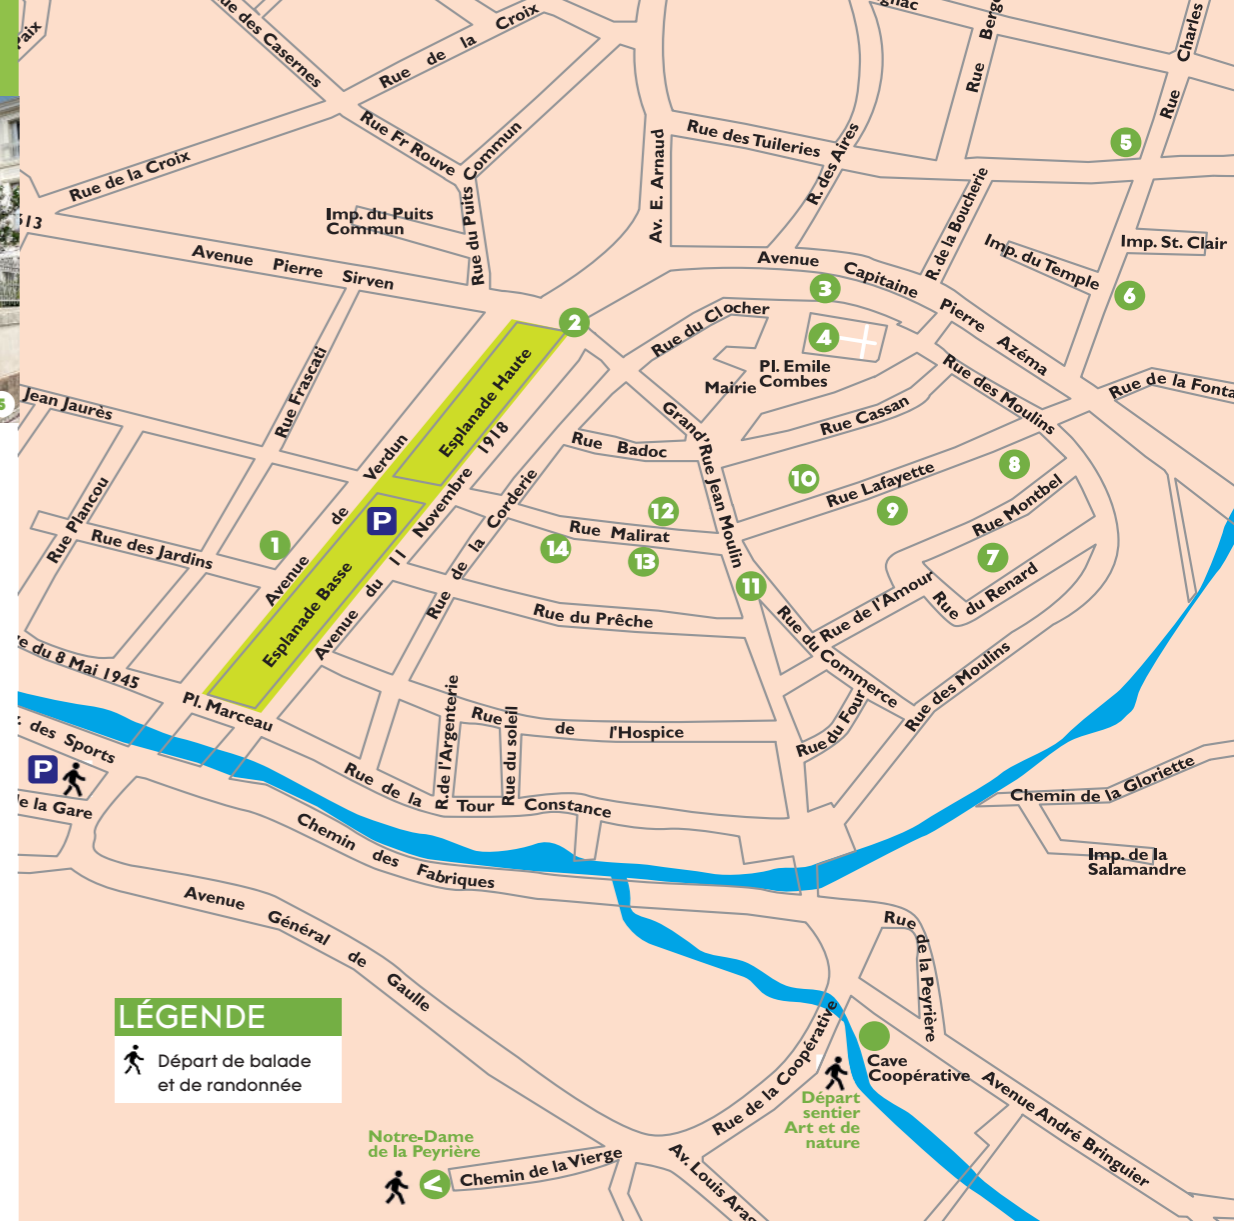 Paix
Rue des Casernes
Rue de la Croix
Rue Fr Rouve
Rue du Puits Commun
Rue de la Croix
Imp. du Puits
Commun
613
Avenue Pierre Sirven
Av. E. Arnaud
Rue des Tuileries
R. des Aires
Rue
Rue Charles
5
R. de la Boucherie
Imp. du Temple
Imp. St. Clair
6
Avenue Capitaine Pierre Azéma
3
4
2
Rue du Clocher
Pl. Emile
Combes
Mairie
Rue de la Fonta
Rue des Moulins
Rue Cassan
Grand'Rue Jean Moulin
Rue Frascati
Jean Jaurès
Esplanade Haute
Avenue de Verdun
Avenue du 11 Novembre 1918
Rue Badoc
Rue de la Corderie
10
Rue Lafayette
8
9
Rue Montbel
7
12
Rue Malirat
14
13
11
P
Rue Plancou
Rue des Jardins
1
Esplanade Basse
Rue du Prêche
Rue de l'Amour
Rue du Renard
Rue du Commerce
Rue des Moulins
Rue du Four
e du 8 Mai 1945
Pl. Marceau
R. de l'Argenterie
Rue du soleil
Rue de l'Hospice
des Sports
P
e la Gare
Rue de la Tour Constance
Chemin des Fabriques
Chemin de la Gloriette
Imp. de la
Salamandre
Avenue Général de Gaulle
Rue de la Peyrière
LÉGENDE
Départ de balade
et de randonnée
Rue de la Coopérative
Cave
Coopérative
Départ
sentier
Art et de
nature
Avenue André Bringuier
Notre-Dame
de la Peyrière
Chemin de la Vierge
Av. Louis Aras